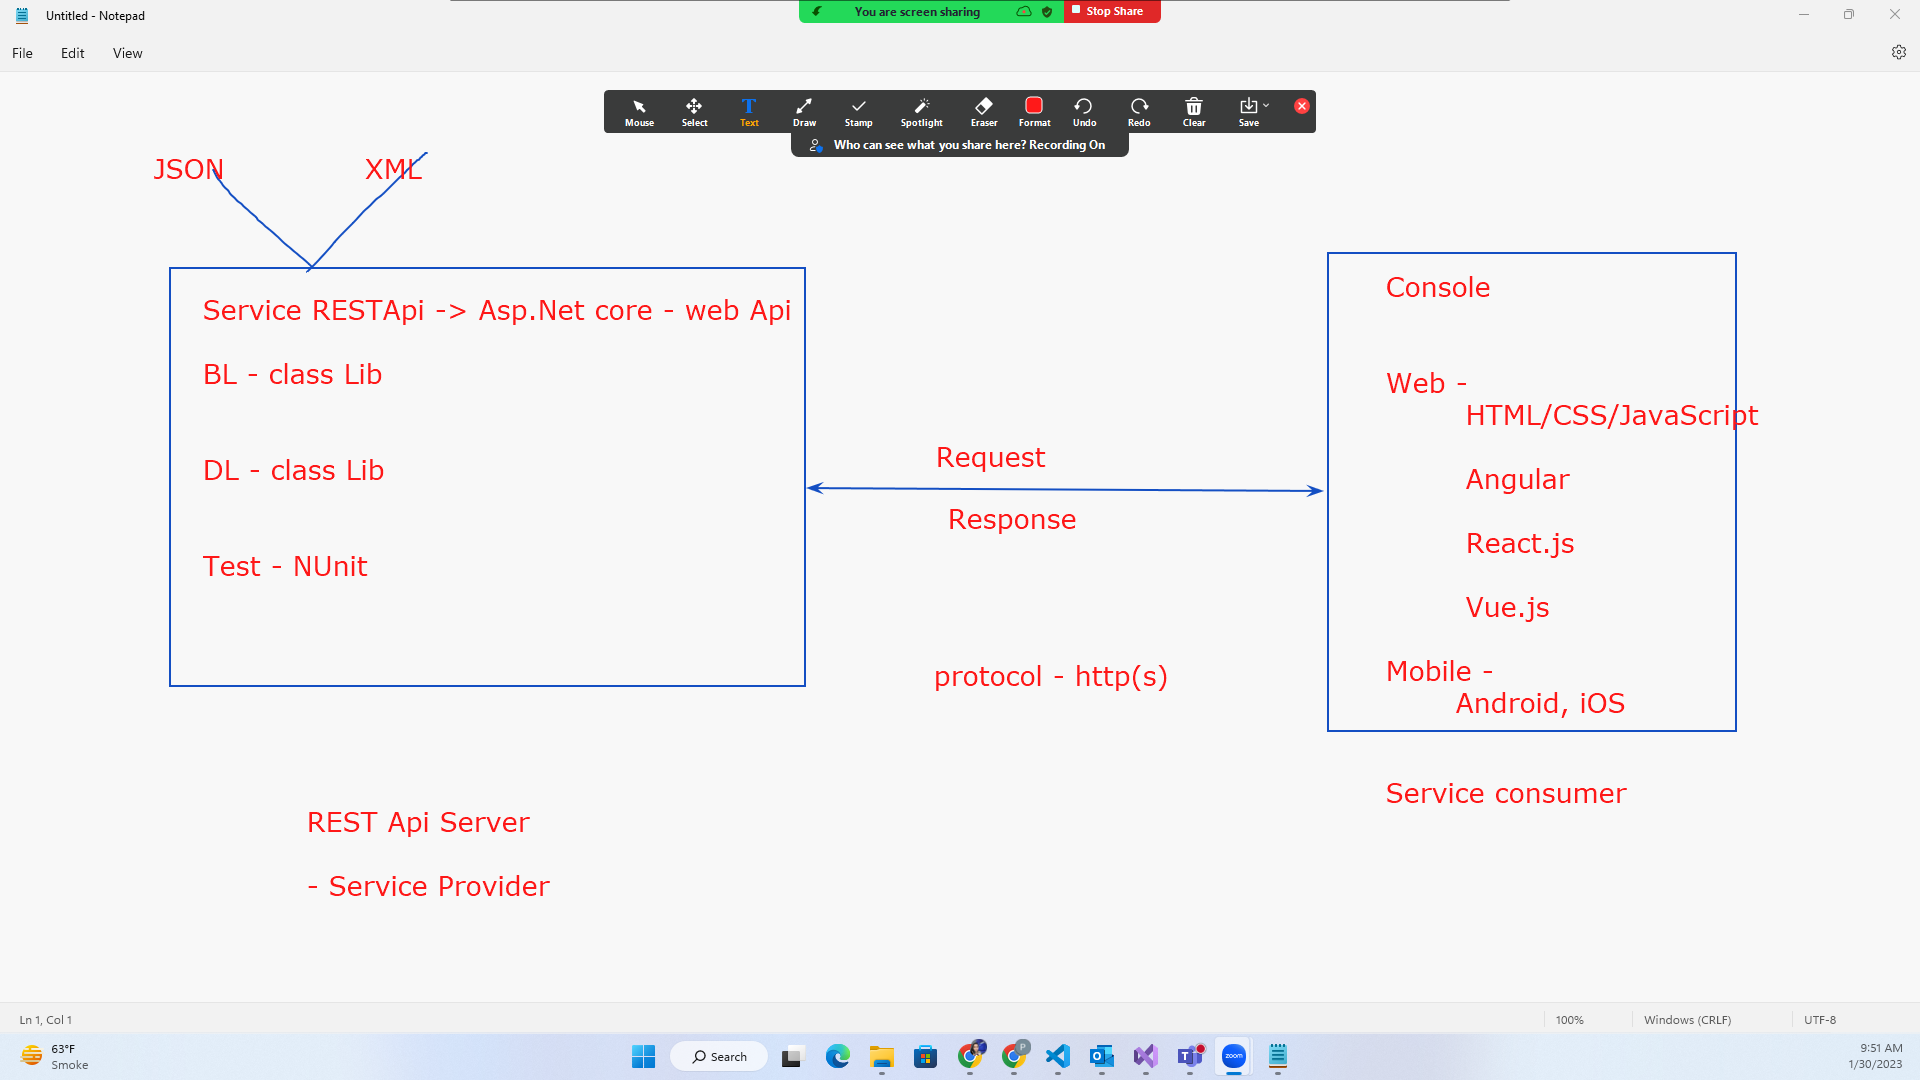 Untitled - Notepad
You are screen sharing
Stop Share
File Edit View
Mouse Select Text Draw Stamp Spotlight Eraser Format Undo Redo Clear Save
Who can see what you share here? Recording On
JSON XML
Service RESTApi -> Asp.Net core - web Api
BL - class Lib
DL - class Lib
Test - NUnit
Request
Response
protocol - http(s)
Console
Web -
HTML/CSS/JavaScript
Angular
React.js
Vue.js
Mobile -
Android, iOS
Service consumer
REST Api Server
- Service Provider
Ln 1, Col 1
100%
Windows (CRLF)
UTF-8
63°F
Smoke
Search
zoom
9:51 AM
1/30/2023